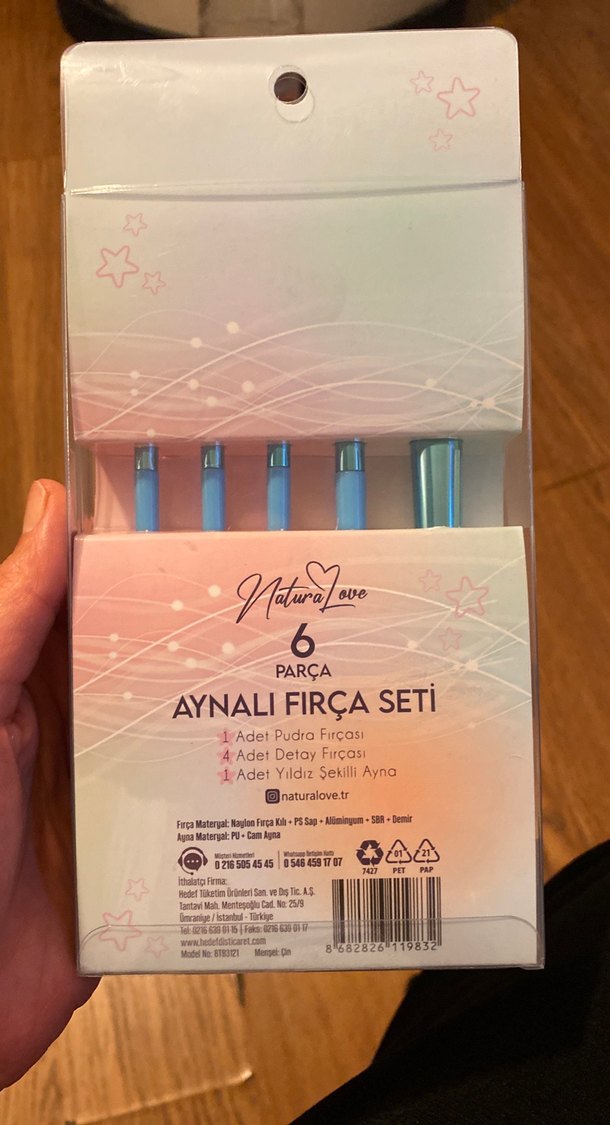 NaturaLove
6
PARÇA
AYNALI FIRÇA SETİ
1 Adet Pudra Fırçası
4 Adet Detay Fırçası
1 Adet Yıldız Şekilli Ayna
naturalove.tr
Fırça Materyal: Naylon Fırça Kılı + PS Sap + Alüminyum + SBR + Demir
Ayna Materyal: PU + Cam Ayna
Müşteri Hizmetleri
0 216 505 45 45
Whatsapp İletişim Hattı
0 546 459 17 07
7427
01
PET
21
PAP
İthalatçı Firma:
Hedef Tüketim Ürünleri San. ve Dış Tic. A.Ş.
Tantavi Mah. Menteşoğlu Cad. No: 25/9
Ümraniye / İstanbul - Türkiye
Tel: 0216 630 01 15 | Faks: 0216 630 01 17
www.hedefdisticaret.com
Model No: BT93121 Menşei: Çin
8 682826 119832